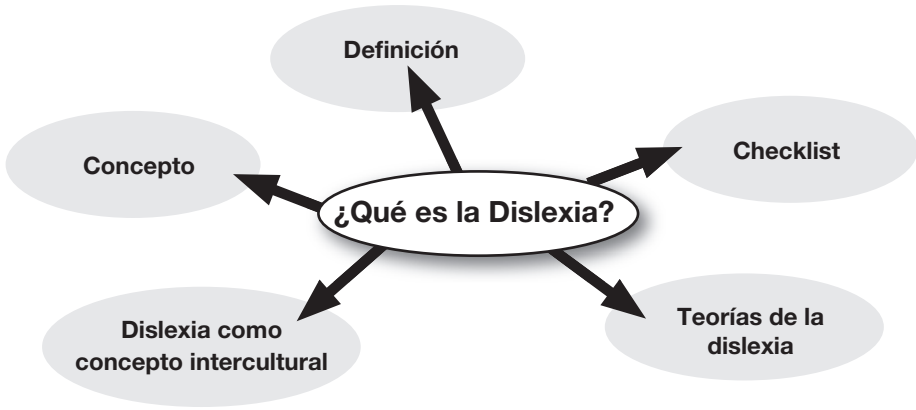 Definición
Concepto
Checklist
¿Qué es la Dislexia?
Dislexia como
concepto intercultural
Teorías de la
dislexia